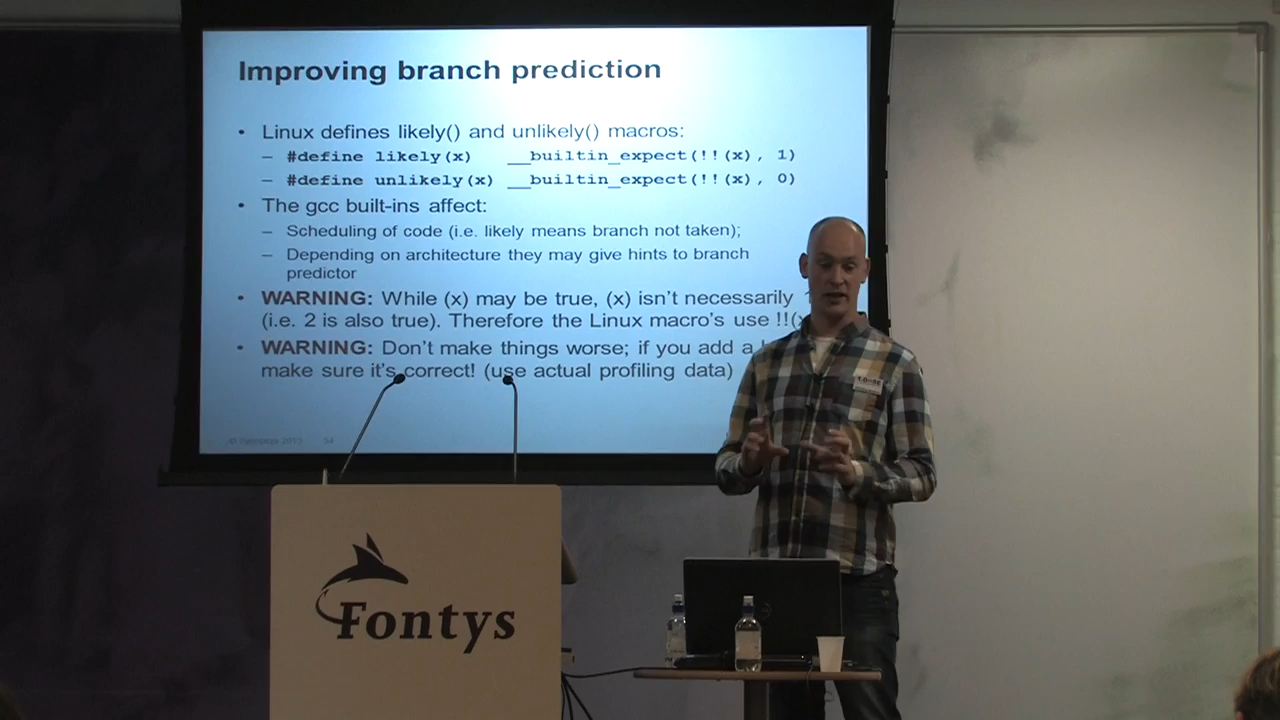 Improving branch prediction
• Linux defines likely() and unlikely() macros:
– #define likely(x) __builtin_expect(!!(x), 1)
– #define unlikely(x) __builtin_expect(!!(x), 0)
• The gcc built-ins affect:
– Scheduling of code (i.e. likely means branch not taken);
– Depending on architecture they may give hints to branch
predictor
• WARNING: While (x) may be true, (x) isn't necessarily
(i.e. 2 is also true). Therefore the Linux macro's use !!(x
• WARNING: Don't make things worse; if you add a
make sure it's correct! (use actual profiling data)
2015 54
Fontys